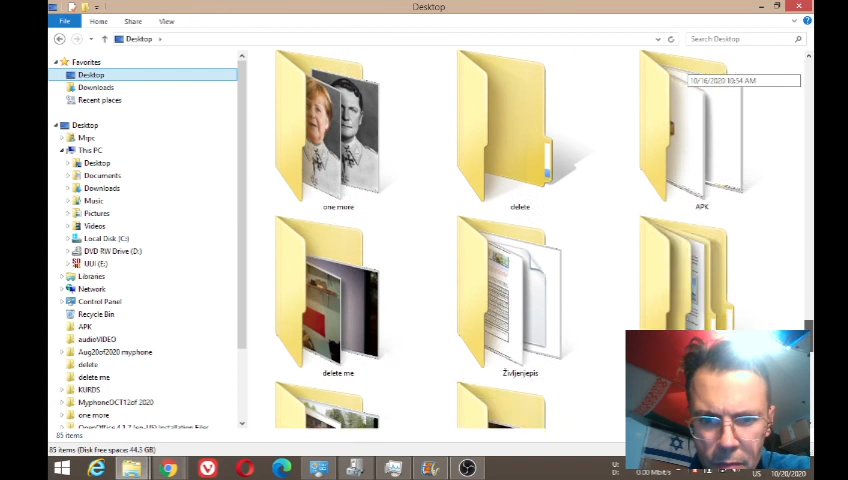 Desktop
File Home Share View
Desktop
Search Desktop
Favorites
Desktop
Downloads
Recent places
Desktop
Mrpc
This PC
Desktop
Documents
Downloads
Music
Pictures
Videos
Local Disk (C:)
DVD RW Drive (D:)
UUI (E:)
Libraries
Network
Control Panel
Recycle Bin
APK
audioVIDEO
Aug20of2020 myphone
delete
delete me
KURDS
MyphoneOCT12of 2020
one more
OpenOffice 4.1.7 (en-US) Installation Files
10/16/2020 10:54 AM
one more
delete
APK
delete me
Življenjepis
85 items
85 items (Disk free space: 44.3 GB)
U:
D: 0.00 Mbit/s
US
10/20/2020